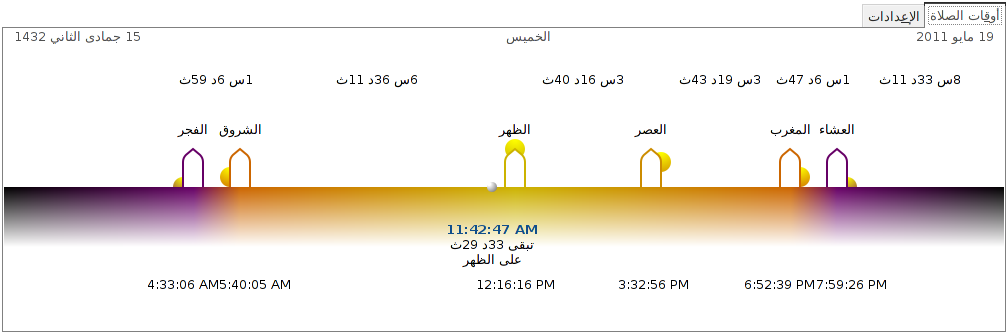 أوقات الصلاة الإعدادات
19 مايو 2011 الخميس 15 جمادى الثاني 1432
1س 6د 59ث 6س 36د 11ث 3س 16د 40ث 3س 19د 43ث 1س 6د 47ث 8س 33د 11ث
الفجر الشروق الظهر العصر المغرب العشاء
11:42:47 AM
تبقى 33د 29ث
على الظهر
4:33:06 AM 5:40:05 AM 12:16:16 PM 3:32:56 PM 6:52:39 PM 7:59:26 PM